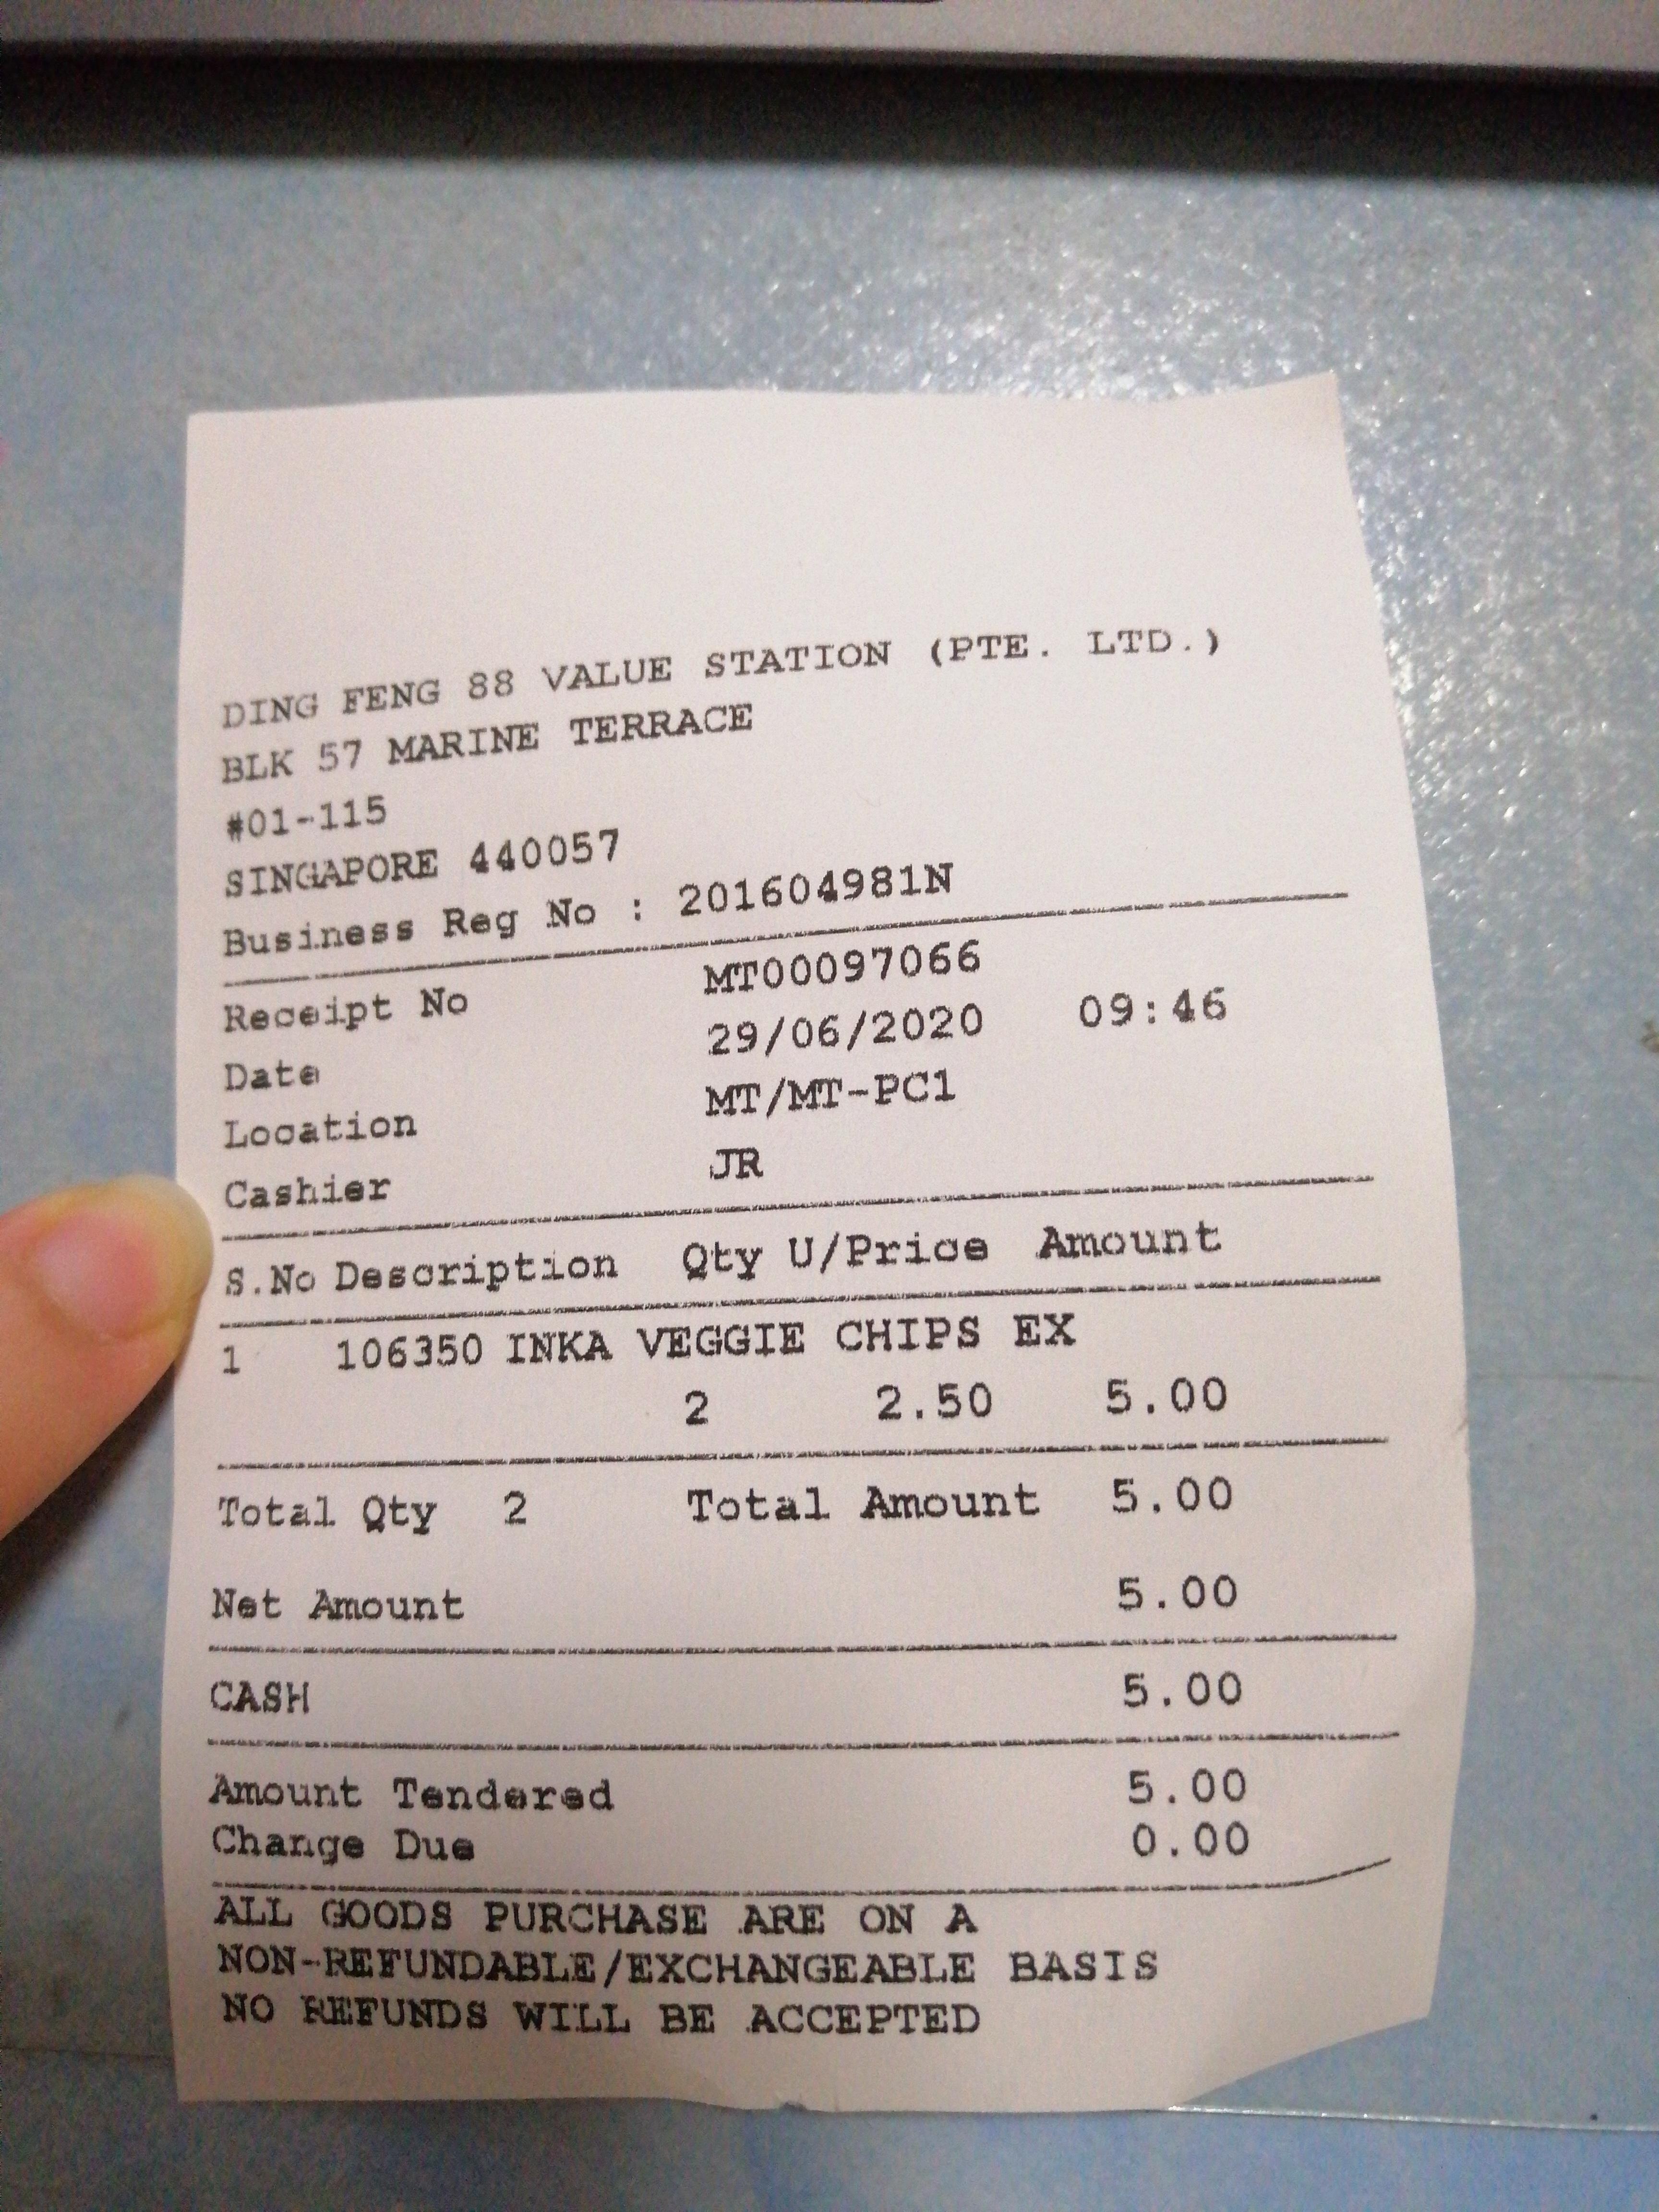 DING FENG 88 VALUE STATION (PTE. LTD.)
BLK 57 MARINE TERRACE
#01-115
SINGAPORE 440057
Business Reg No : 201604981N
Receipt No MT00097066
Date 29/06/2020 09:46
Location MT/MT-PC1
Cashier JR
S.No Description Qty U/Price Amount
1 106350 INKA VEGGIE CHIPS EX
2 2.50 5.00
Total Qty 2 Total Amount 5.00
Net Amount 5.00
CASH 5.00
Amount Tendered 5.00
Change Due 0.00
ALL GOODS PURCHASE ARE ON A
NON-REFUNDABLE/EXCHANGEABLE BASIS
NO REFUNDS WILL BE ACCEPTED